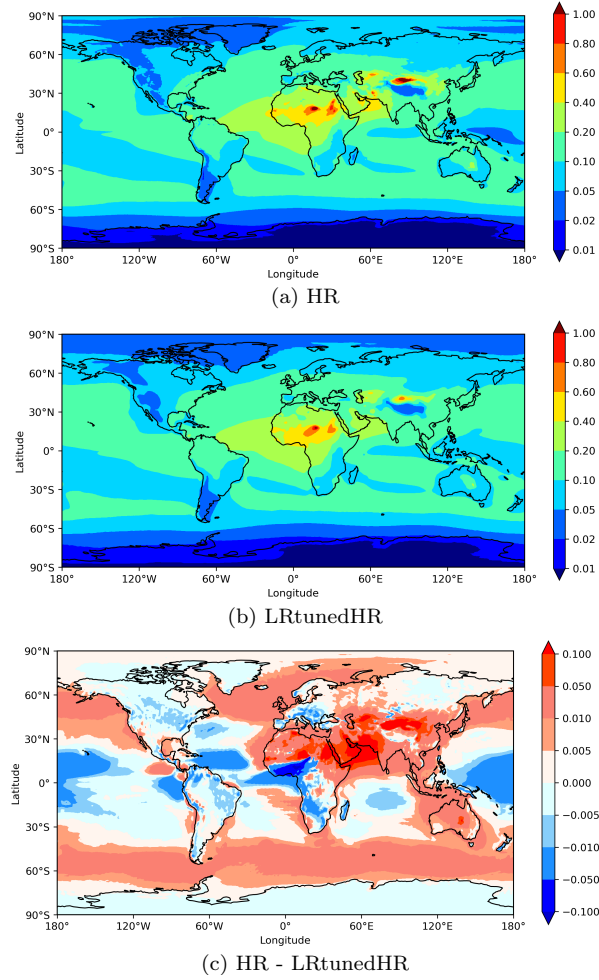 90°N
60°N
30°N
0°
30°S
60°S
90°S
Latitude
180°
120°W
60°W
0°
60°E
120°E
180°
Longitude
1.00
0.80
0.60
0.40
0.20
0.10
0.05
0.02
0.01
(a) HR
90°N
60°N
30°N
0°
30°S
60°S
90°S
Latitude
180°
120°W
60°W
0°
60°E
120°E
180°
Longitude
1.00
0.80
0.60
0.40
0.20
0.10
0.05
0.02
0.01
(b) LRtunedHR
90°N
60°N
30°N
0°
30°S
60°S
90°S
Latitude
180°
120°W
60°W
0°
60°E
120°E
180°
Longitude
0.100
0.050
0.010
0.005
0.000
−0.005
−0.010
−0.050
−0.100
(c) HR - LRtunedHR